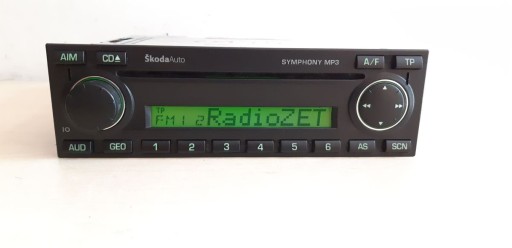 AIM CD ŠkodaAuto SYMPHONY MP3 A/F TP
TP
FM1 2 RadioZET
AUD GEO 1 2 3 4 5 6 AS SCN